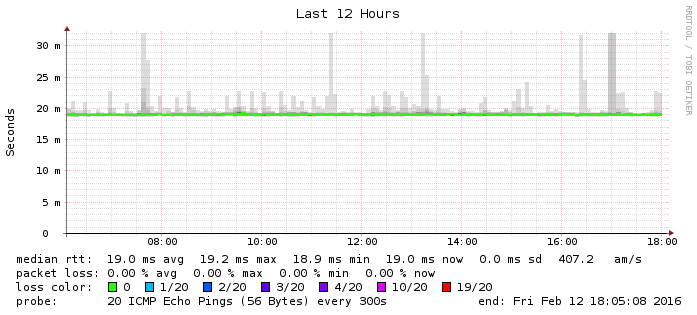 Last 12 Hours
RRDTOOL / TOBI OETIKER
Seconds
30 m
25 m
20 m
15 m
10 m
5 m
0
08:00 10:00 12:00 14:00 16:00 18:00
median rtt: 19.0 ms avg 19.2 ms max 18.9 ms min 19.0 ms now 0.0 ms sd 407.2 am/s
packet loss: 0.00 % avg 0.00 % max 0.00 % min 0.00 % now
loss color: 0 1/20 2/20 3/20 4/20 10/20 19/20
probe: 20 ICMP Echo Pings (56 Bytes) every 300s end: Fri Feb 12 18:05:08 2016